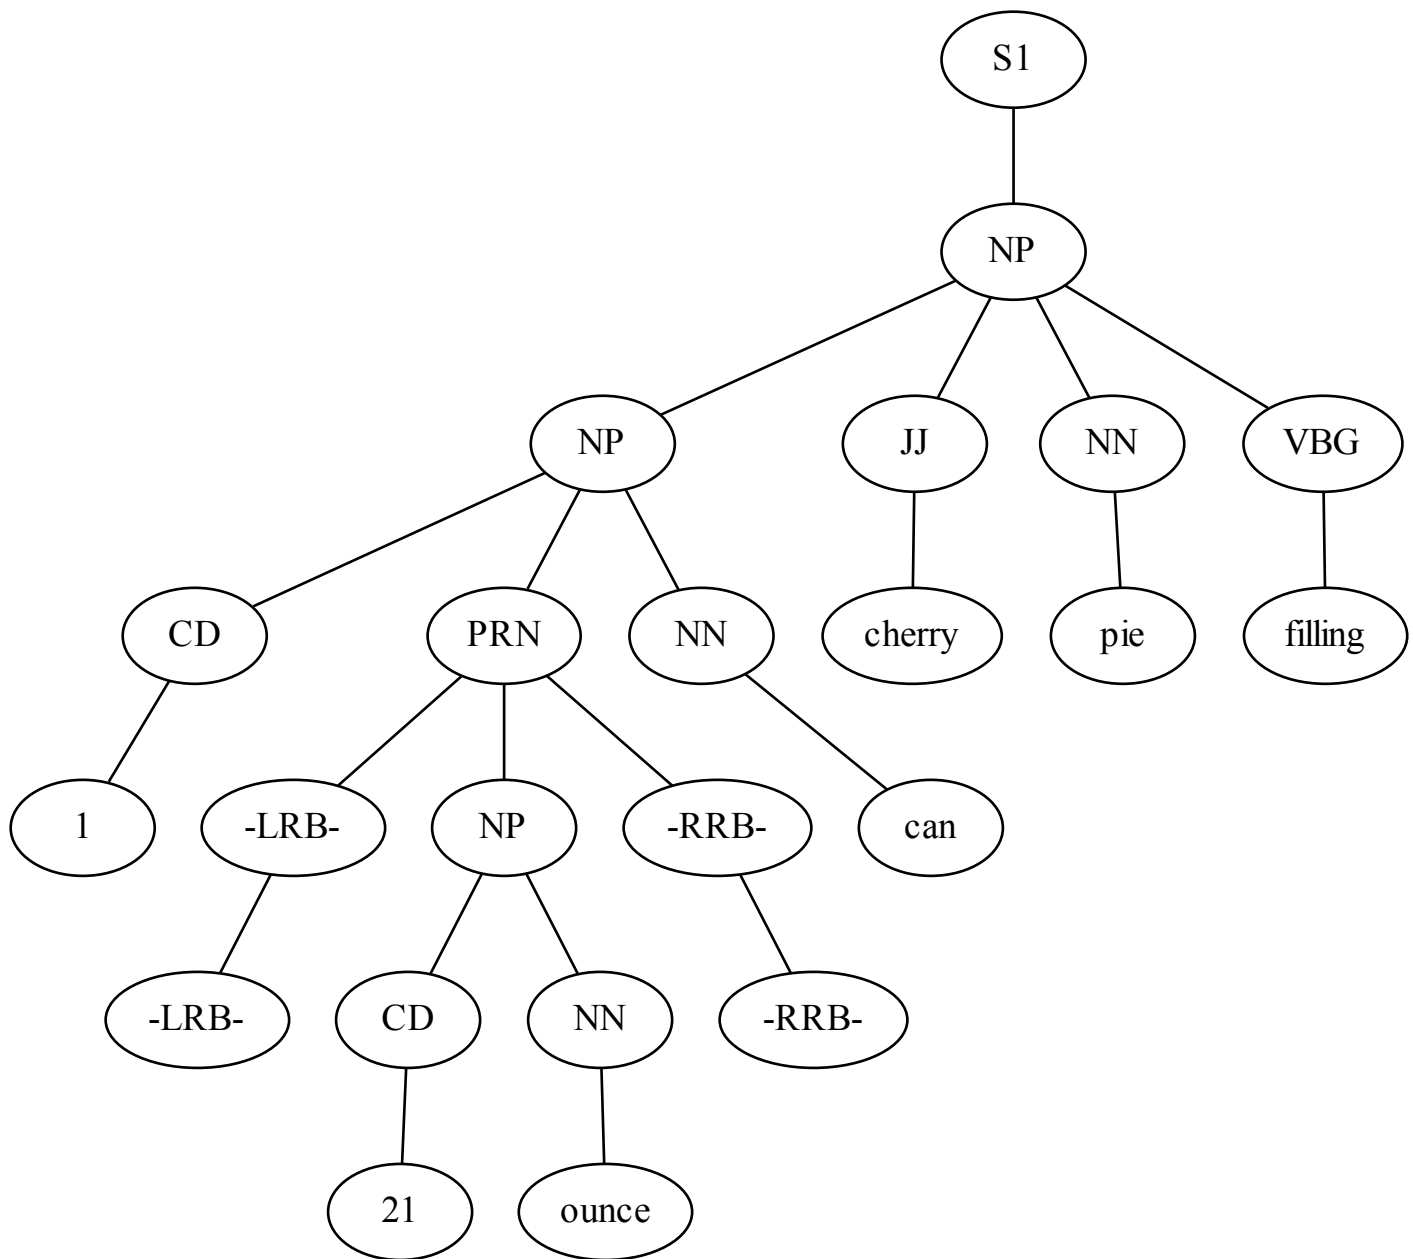 S1
NP
NP JJ NN VBG
CD PRN NN cherry pie filling
1 -LRB- NP -RRB- can
-LRB- CD NN -RRB-
21 ounce